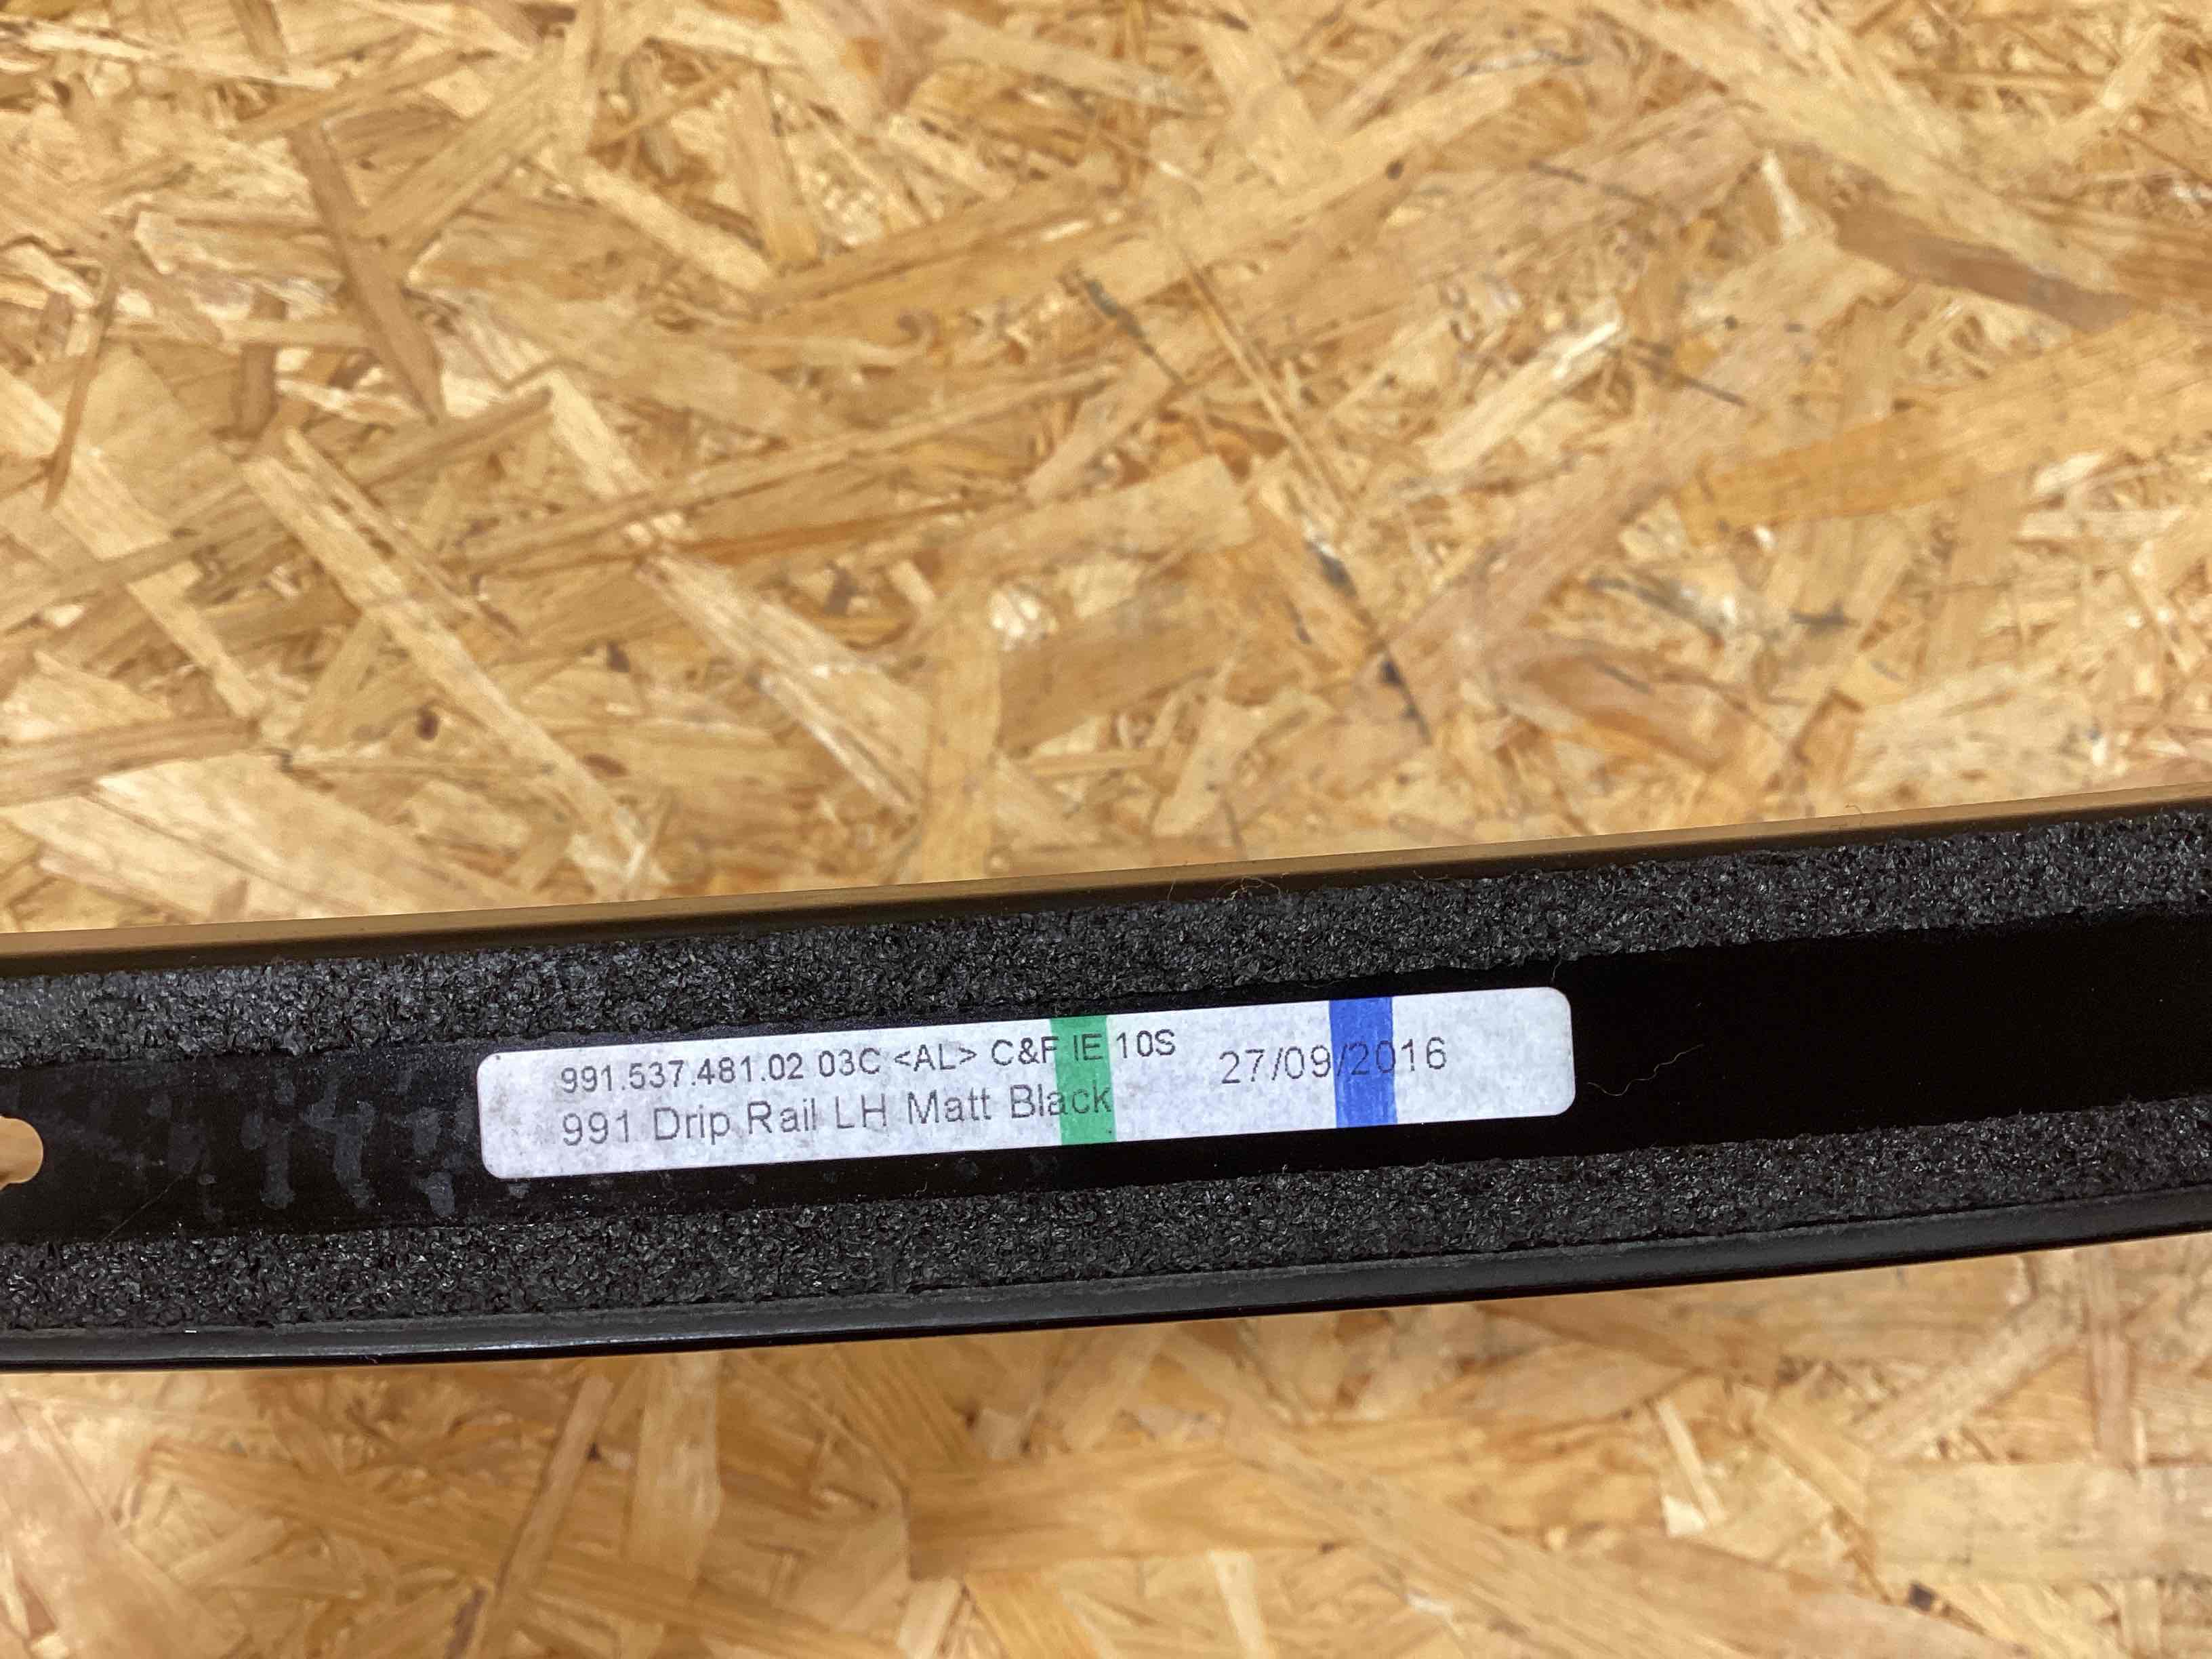 991.537.481.02 03C <AL> C&F IE 10S 27/09/2016
991 Drip Rail LH Matt Black